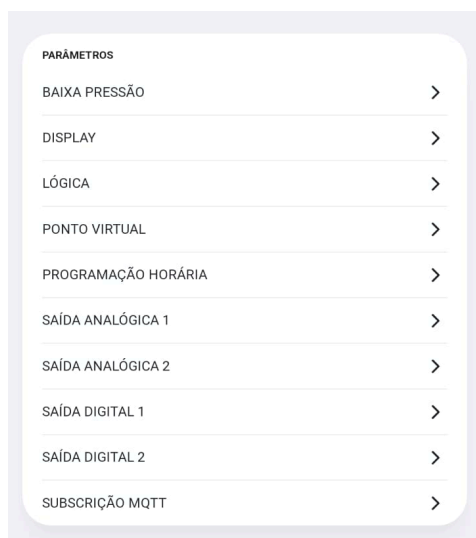 PARÂMETROS
BAIXA PRESSÃO
DISPLAY
LÓGICA
PONTO VIRTUAL
PROGRAMAÇÃO HORÁRIA
SAÍDA ANALÓGICA 1
SAÍDA ANALÓGICA 2
SAÍDA DIGITAL 1
SAÍDA DIGITAL 2
SUBSCRIÇÃO MQTT